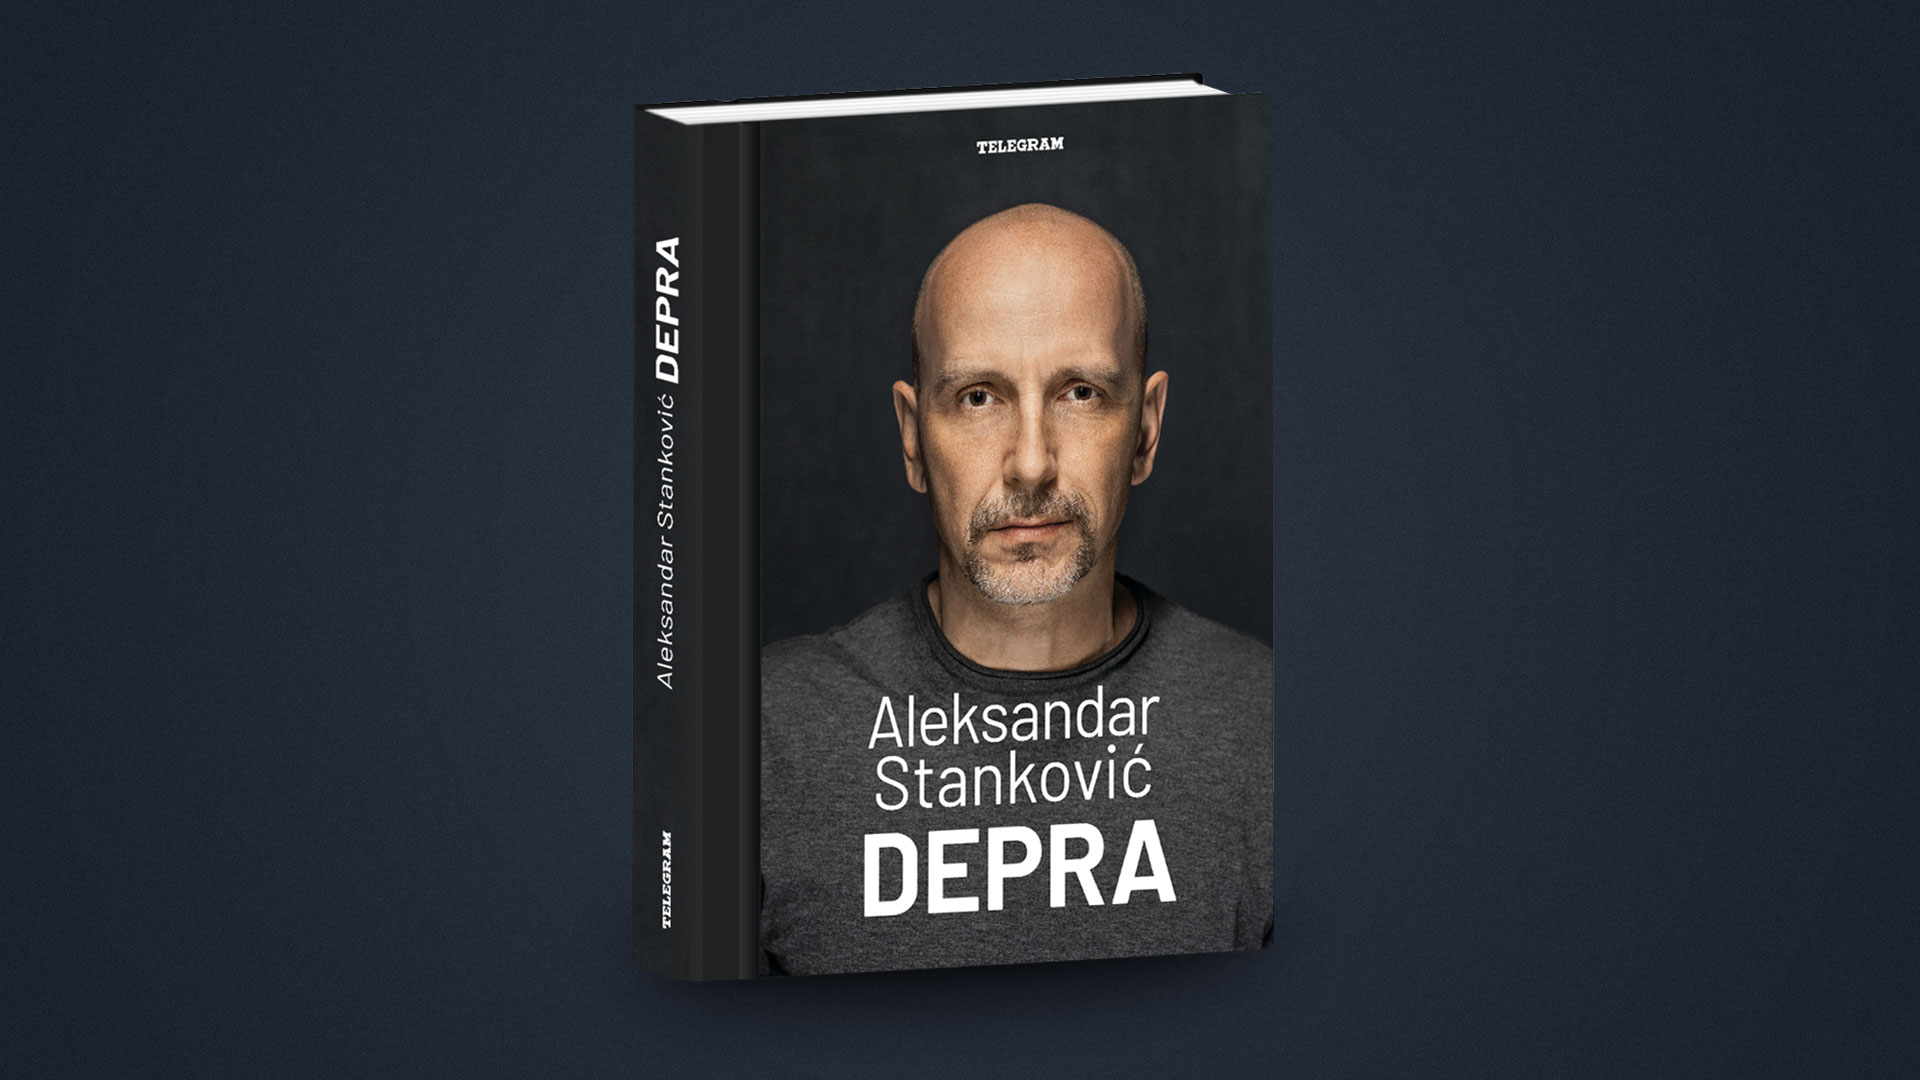 TELEGRAM
Aleksandar
Stanković
DEPRA
Aleksandar Stanković DEPRA
TELEGRAM